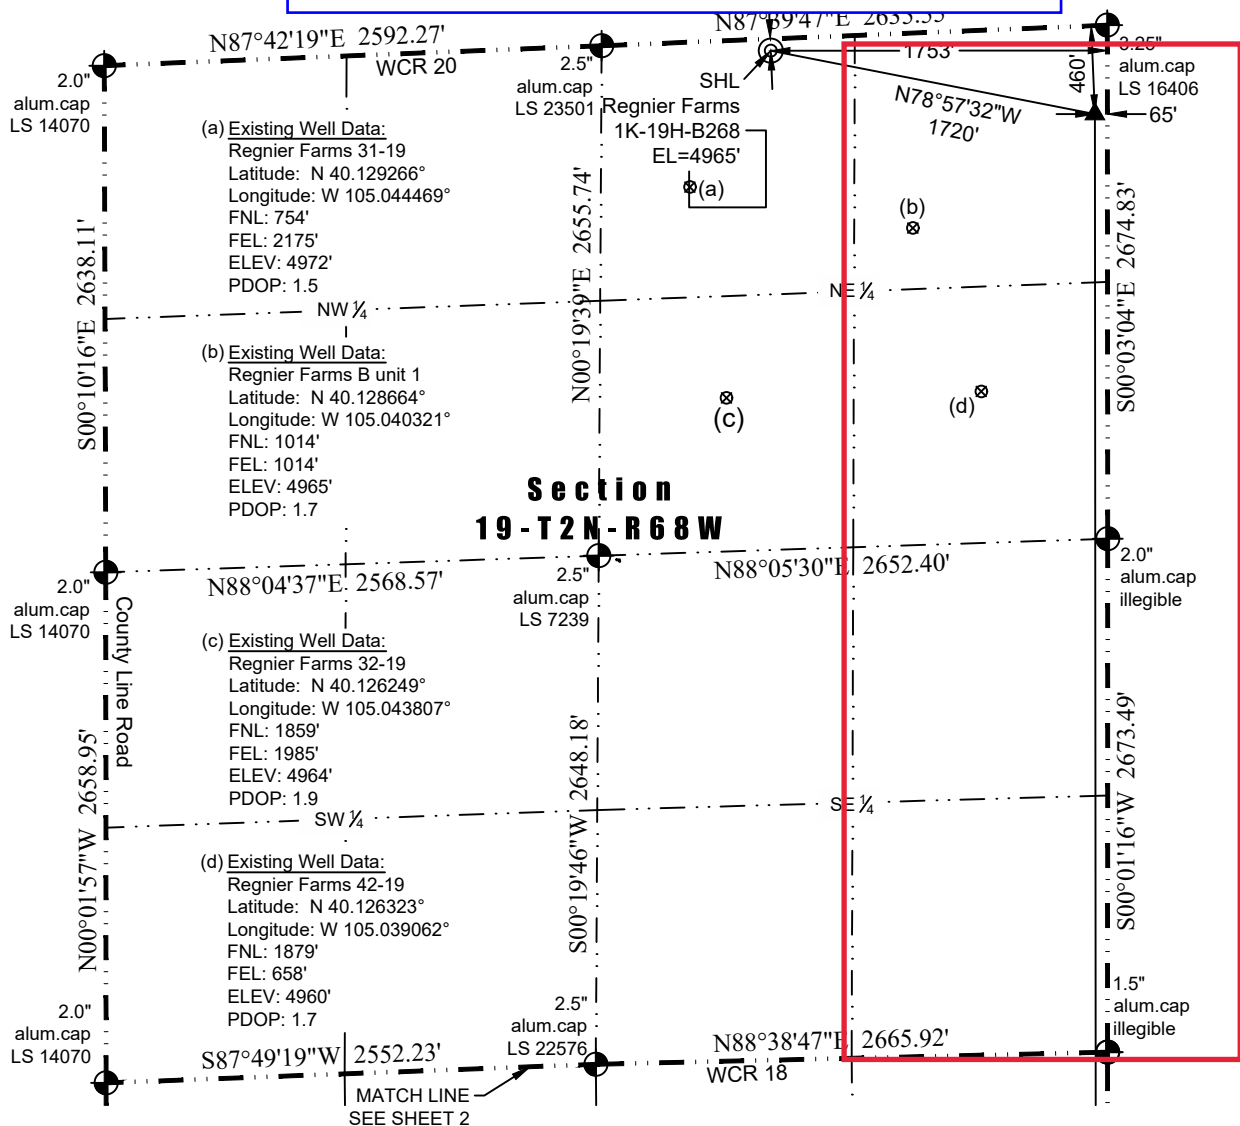 N87°42'19"E 2592.27'
N87°39'47"E 2635.55'
WCR 20
2.0"
alum.cap
LS 14070
2.5"
alum.cap
LS 23501
SHL
Regnier Farms
1K-19H-B268
EL=4965'
1753'
N78°57'32"W
1720'
460'
3.25"
alum.cap
LS 16406
65'
(a) Existing Well Data:
Regnier Farms 31-19
Latitude: N 40.129266°
Longitude: W 105.044469°
FNL: 754'
FEL: 2175'
ELEV: 4972'
PDOP: 1.5
(a)
(b)
S00°10'16"E 2638.11'
N00°19'39"E 2655.74'
S00°03'04"E 2674.83'
NW ¼
NE ¼
(b) Existing Well Data:
Regnier Farms B unit 1
Latitude: N 40.128664°
Longitude: W 105.040321°
FNL: 1014'
FEL: 1014'
ELEV: 4965'
PDOP: 1.7
(c)
(d)
Section
19-T2N-R68W
N88°04'37"E 2568.57'
N88°05'30"E 2652.40'
2.0"
alum.cap
LS 14070
2.5"
alum.cap
LS 7239
2.0"
alum.cap
illegible
County Line Road
(c) Existing Well Data:
Regnier Farms 32-19
Latitude: N 40.126249°
Longitude: W 105.043807°
FNL: 1859'
FEL: 1985'
ELEV: 4964'
PDOP: 1.9
N00°01'57"W 2658.95'
S00°19'46"W 2648.18'
S00°01'16"W 2673.49'
SW ¼
SE ¼
(d) Existing Well Data:
Regnier Farms 42-19
Latitude: N 40.126323°
Longitude: W 105.039062°
FNL: 1879'
FEL: 658'
ELEV: 4960'
PDOP: 1.7
2.0"
alum.cap
LS 14070
2.5"
alum.cap
LS 22576
1.5"
alum.cap
illegible
S87°49'19"W 2552.23'
N88°38'47"E 2665.92'
WCR 18
MATCH LINE
SEE SHEET 2